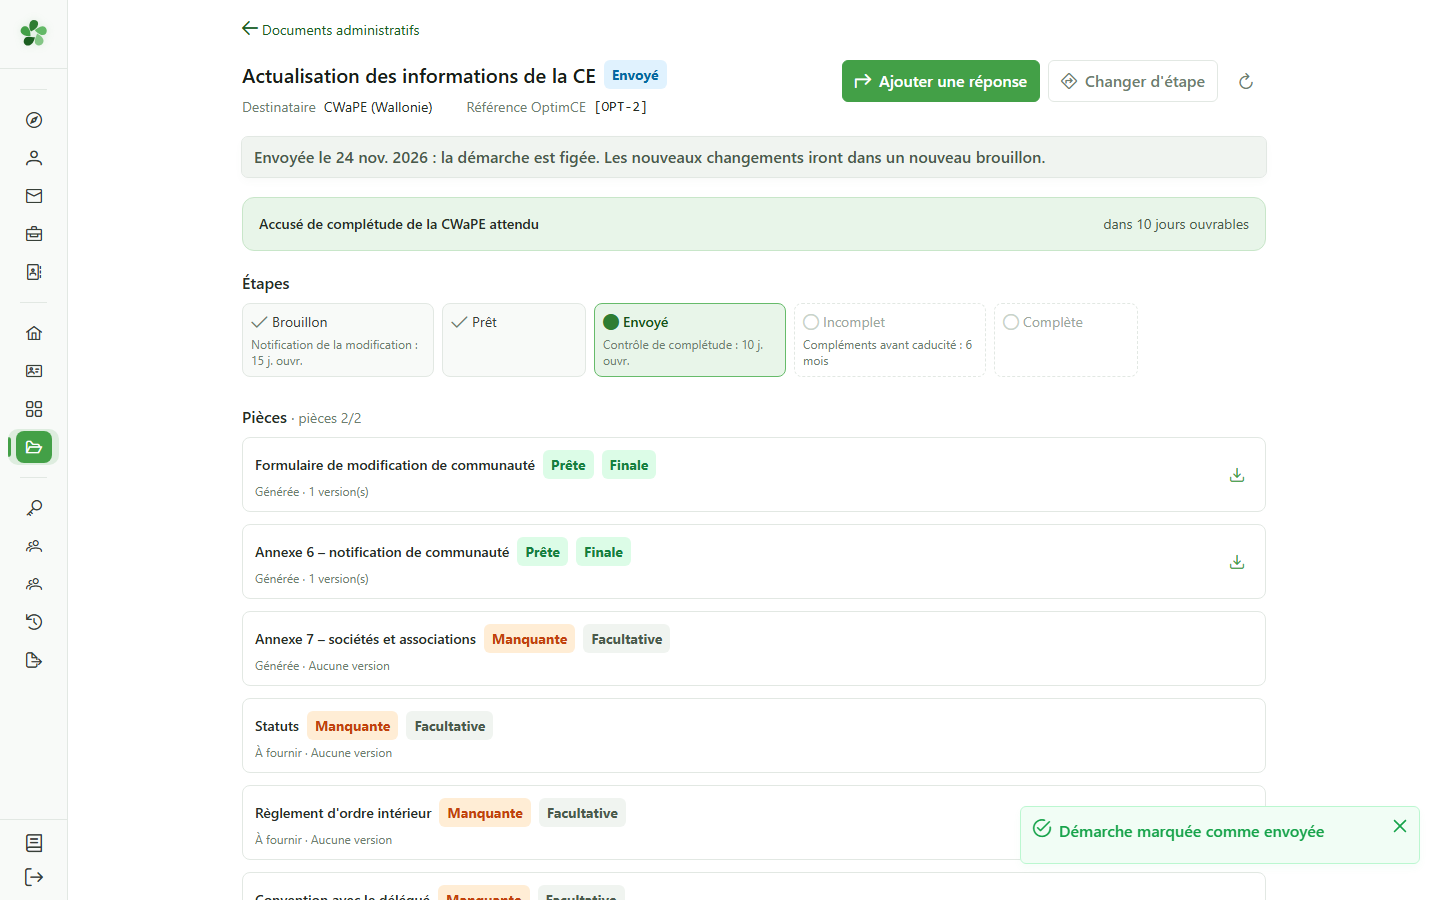 Documents administratifs
Actualisation des informations de la CE Envoyé
Ajouter une réponse
Changer d'étape
Destinataire CWaPE (Wallonie) Référence OptimCE [OPT-2]
Envoyée le 24 nov. 2026 : la démarche est figée. Les nouveaux changements iront dans un nouveau brouillon.
Accusé de complétude de la CWaPE attendu
dans 10 jours ouvrables
Étapes
Brouillon
Notification de la modification :
15 j. ouvr.
Prêt
Envoyé
Contrôle de complétude : 10 j.
ouvr.
Incomplet
Compléments avant caducité : 6
mois
Complète
Pièces · pièces 2/2
Formulaire de modification de communauté Prête Finale
Générée · 1 version(s)
Annexe 6 – notification de communauté Prête Finale
Générée · 1 version(s)
Annexe 7 – sociétés et associations Manquante Facultative
Générée · Aucune version
Statuts Manquante Facultative
À fournir · Aucune version
Règlement d'ordre intérieur Manquante Facultative
À fournir · Aucune version
Démarche marquée comme envoyée
Convention avec le délégué Manquante Facultative